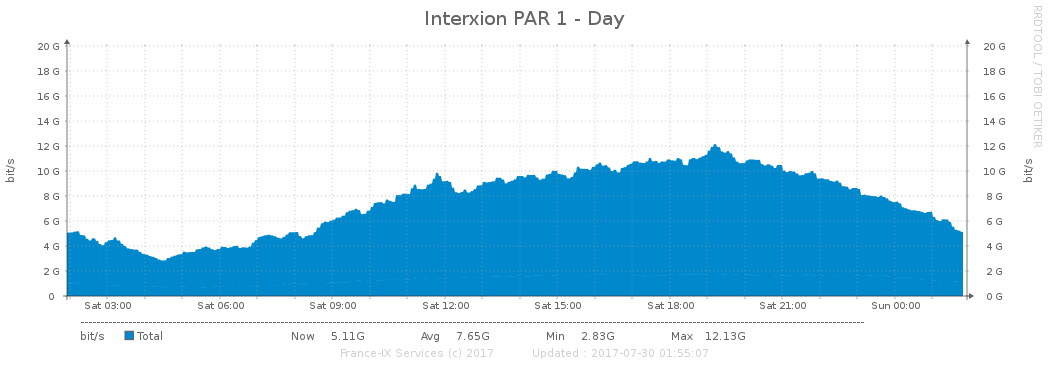 Interxion PAR 1 - Day
RRDTOOL / TOBI OETIKER
bit/s
bit/s
20 G 20 G
18 G 18 G
16 G 16 G
14 G 14 G
12 G 12 G
10 G 10 G
8 G 8 G
6 G 6 G
4 G 4 G
2 G 2 G
0 0 G
Sat 03:00 Sat 06:00 Sat 09:00 Sat 12:00 Sat 15:00 Sat 18:00 Sat 21:00 Sun 00:00
bit/s Total Now 5.11G Avg 7.65G Min 2.83G Max 12.13G
France-IX Services (c) 2017 Updated : 2017-07-30 01:55:07